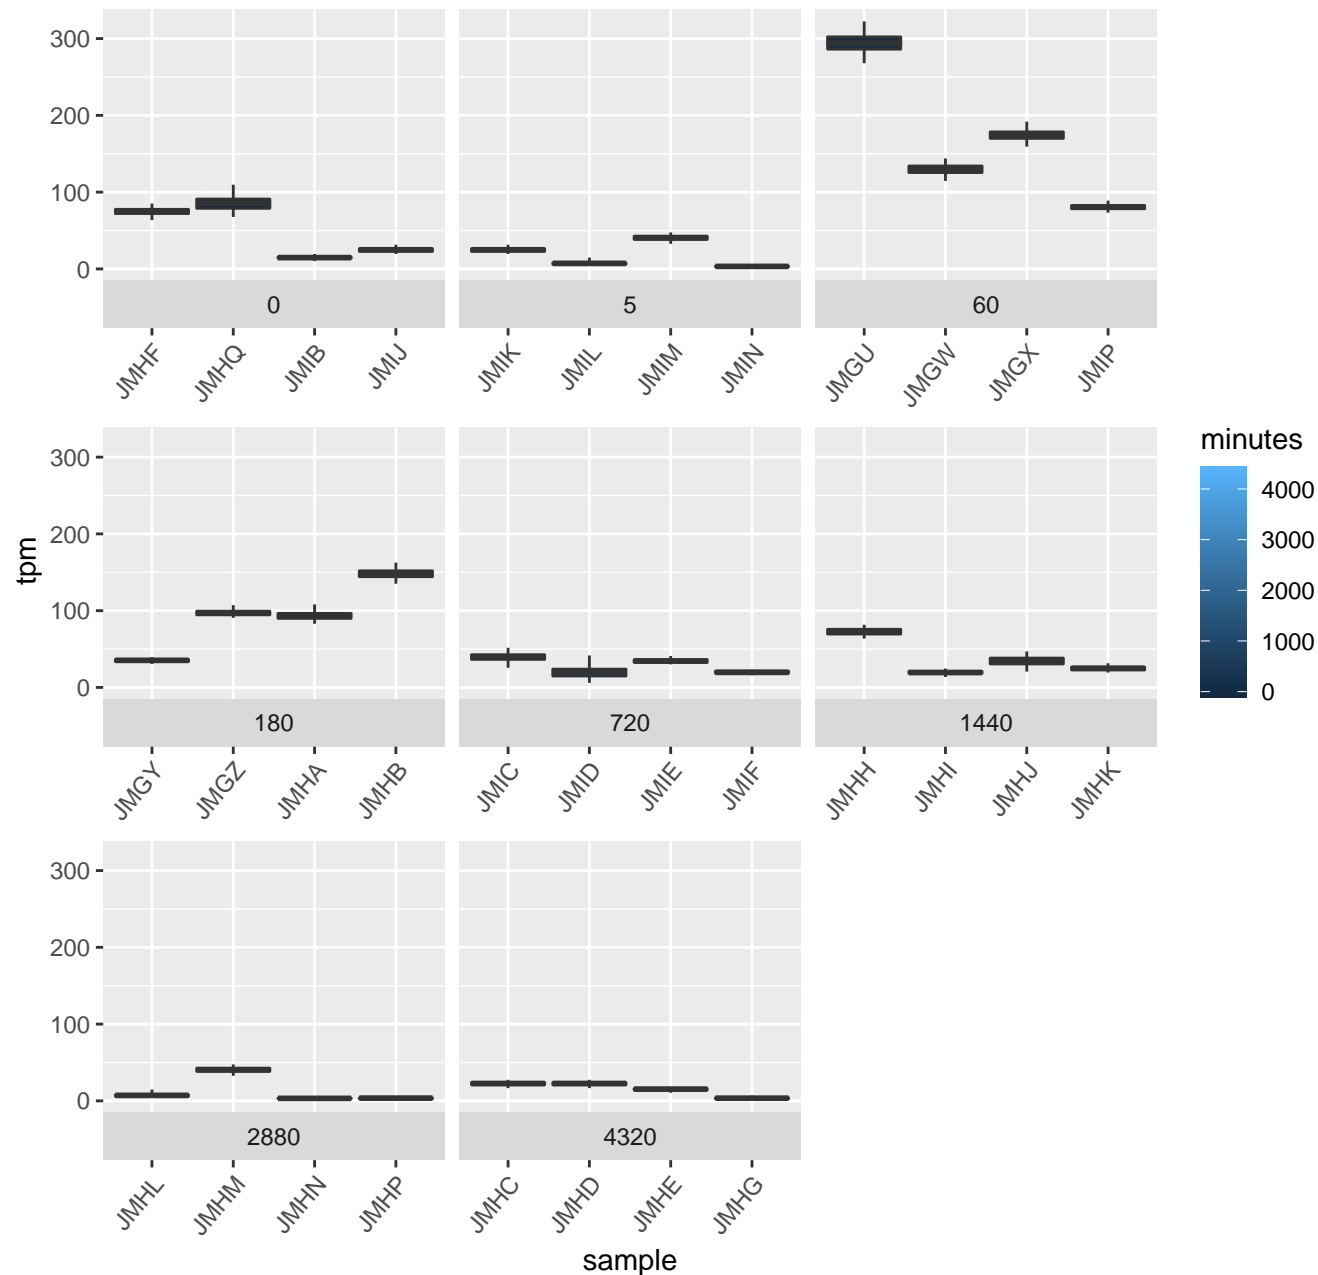 300
200
100
0
0
5
60
JMHF
JMHQ
JMIB
JMIJ
JMIK
JMIL
JMIM
JMIN
JMGU
JMGW
JMGX
JMIP
tpm
300
200
100
0
180
720
1440
JMGY
JMGZ
JMHA
JMHB
JMIC
JMID
JMIE
JMIF
JMHH
JMHI
JMHJ
JMHK
300
200
100
0
2880
4320
JMHL
JMHM
JMHN
JMHP
JMHC
JMHD
JMHE
JMHG
sample
minutes
4000
3000
2000
1000
0